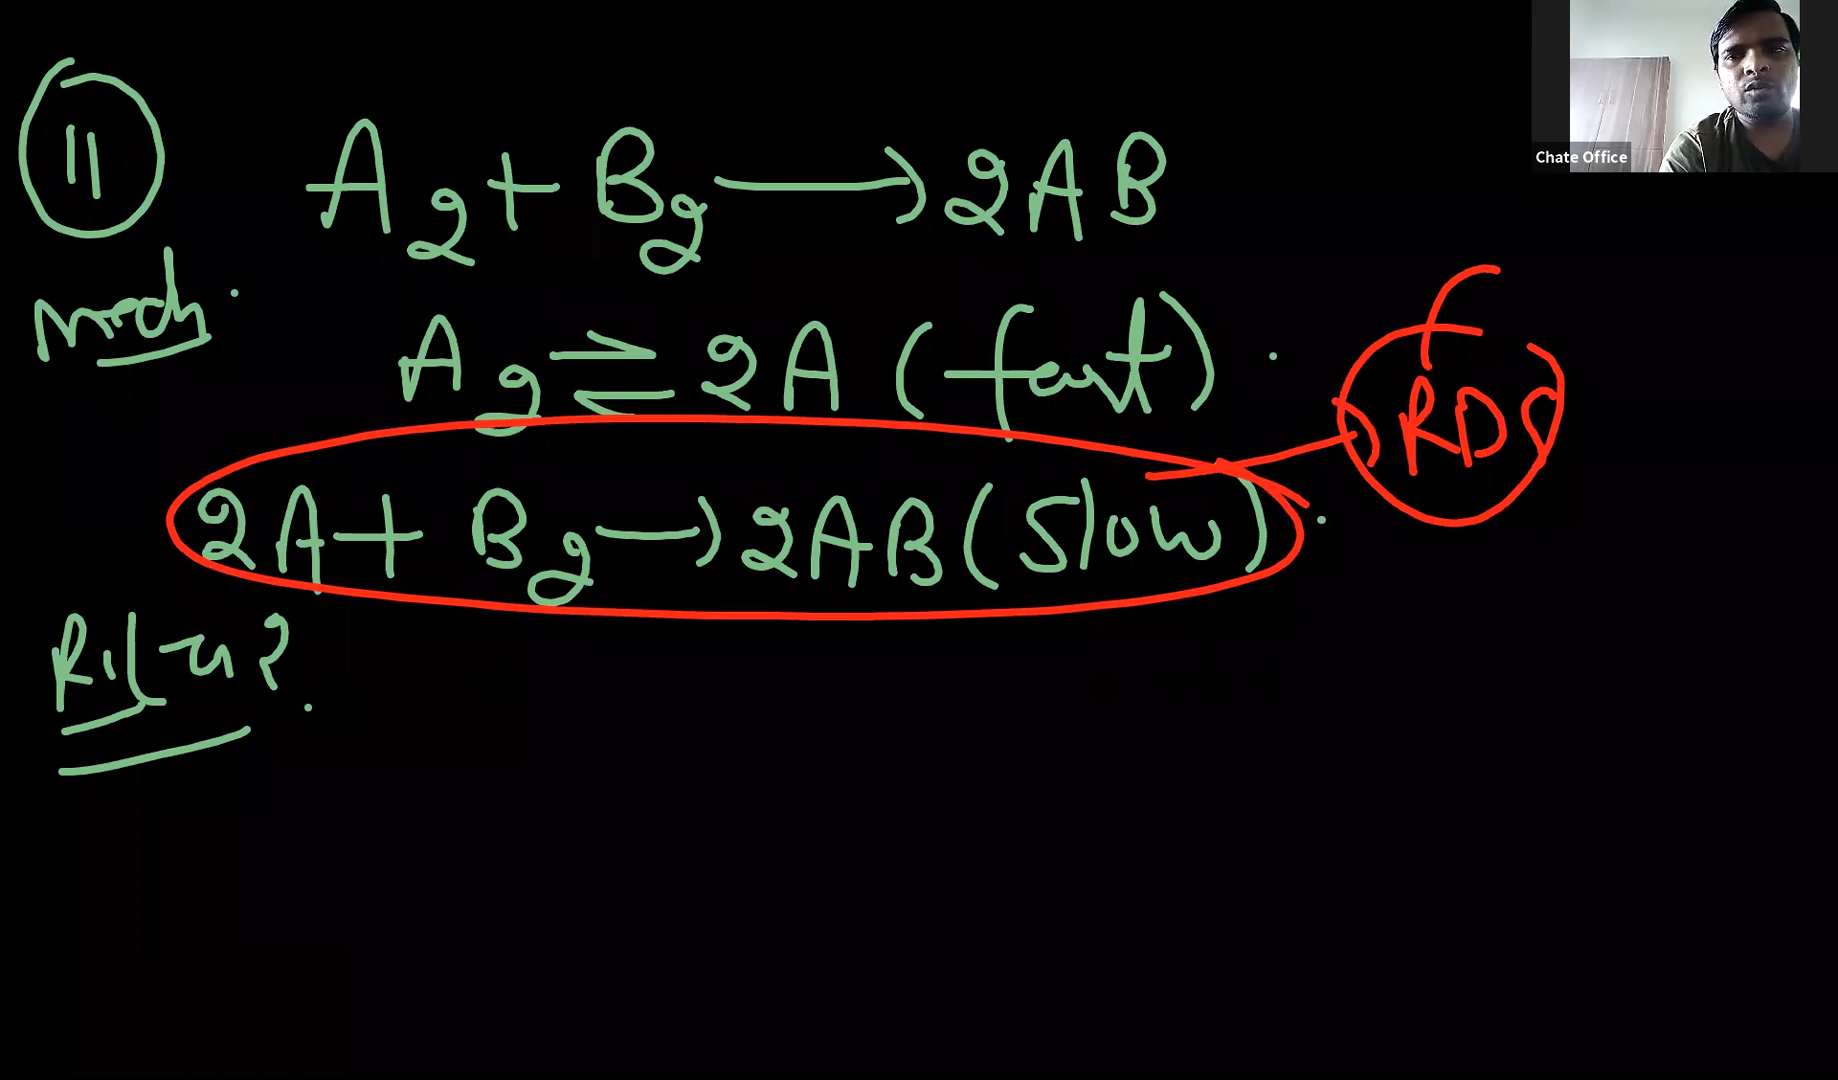 11
A2 + B2 → 2AB
Mech.
A2 ⇌ 2A (fast).
RDS
2A + B2 → 2AB (Slow).
Chate Office